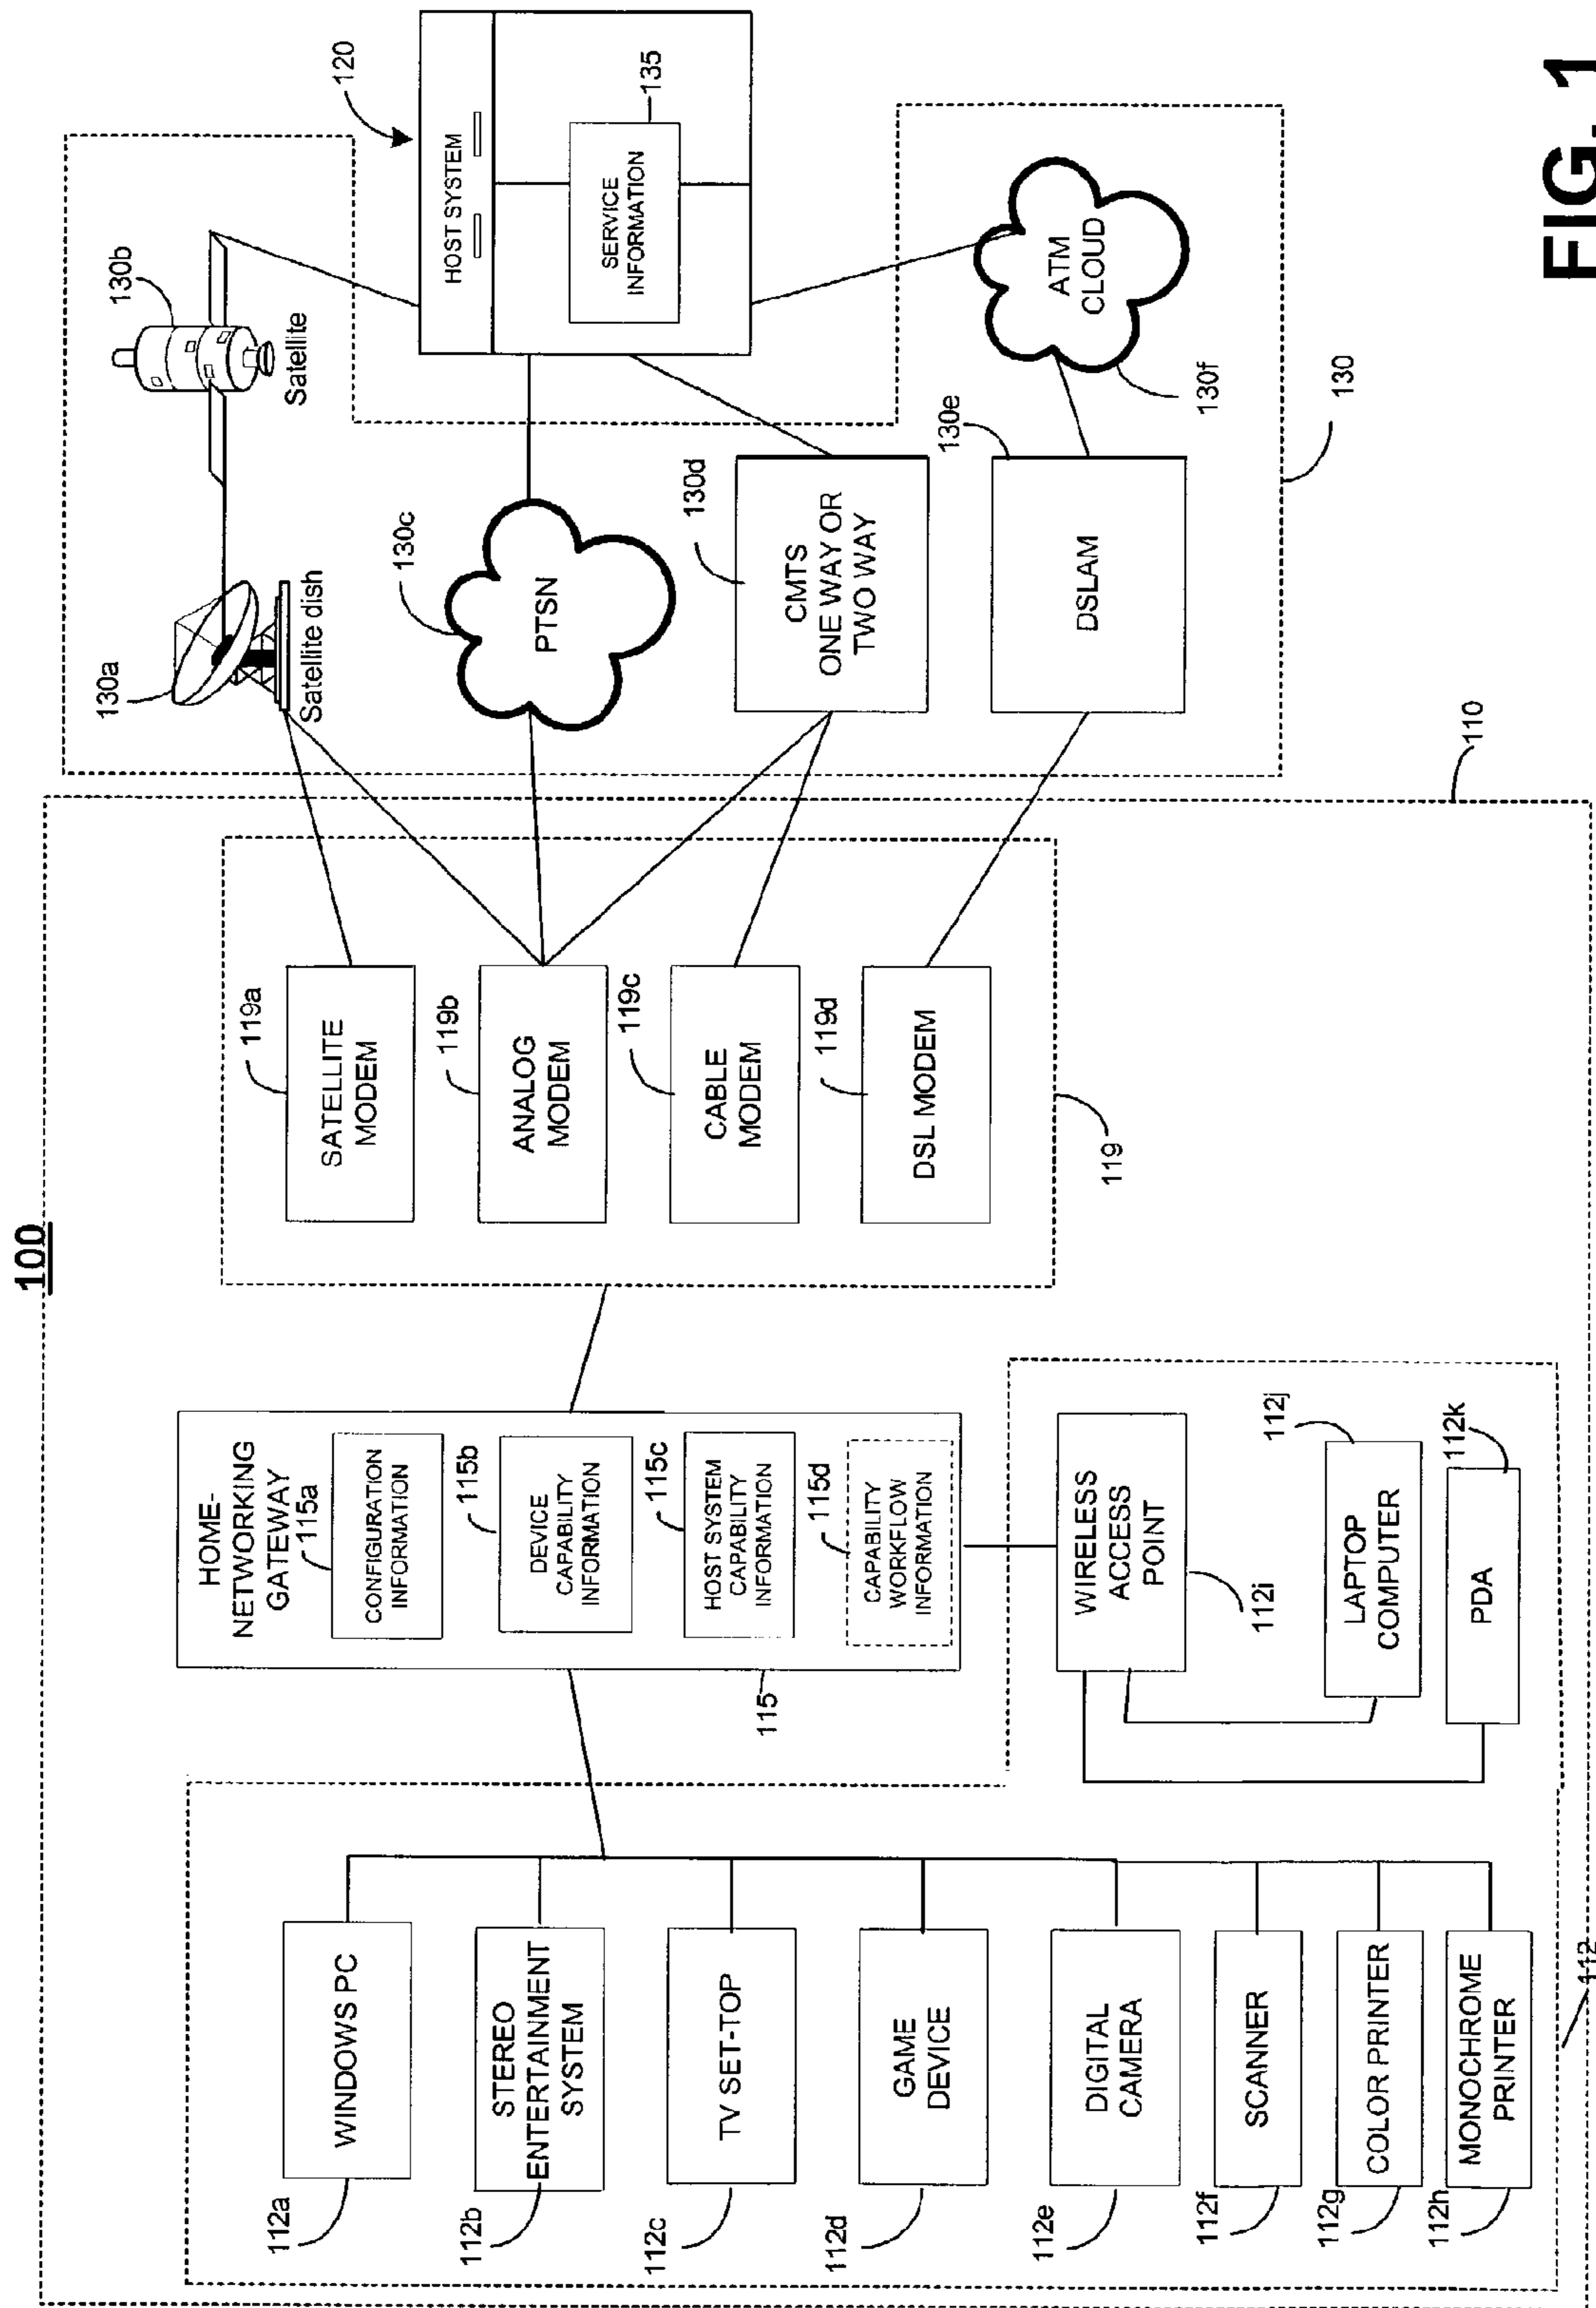 100
WINDOWS PC
112a
STEREO
ENTERTAINMENT
SYSTEM
112b
TV SET-TOP
112c
GAME
DEVICE
112d
DIGITAL
CAMERA
112e
SCANNER
112f
COLOR PRINTER
112g
MONOCHROME
PRINTER
112h
112
HOME-
NETWORKING
GATEWAY
115a
CONFIGURATION
INFORMATION
115b
DEVICE
CAPABILITY
INFORMATION
115c
HOST SYSTEM
CAPABILITY
INFORMATION
115d
CAPABILITY
WORKFLOW
INFORMATION
115
WIRELESS
ACCESS
POINT
112i
LAPTOP
COMPUTER
112j
PDA
112k
119a
SATELLITE
MODEM
119b
ANALOG
MODEM
119c
CABLE
MODEM
119d
DSL MODEM
119
110
130a
Satellite dish
130b
Satellite
130c
PTSN
130d
CMTS
ONE WAY OR
TWO WAY
130e
DSLAM
ATM
CLOUD
130f
130
120
HOST SYSTEM
SERVICE
INFORMATION
135
FIG. 1